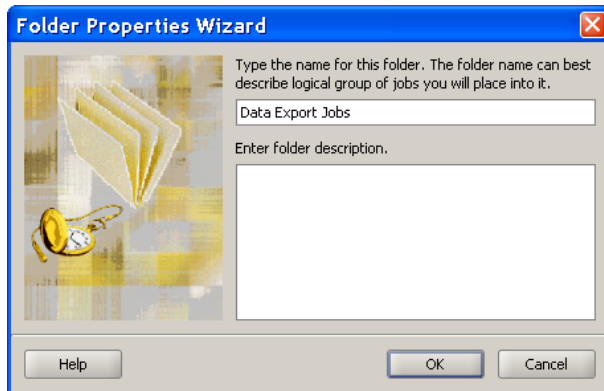 Folder Properties Wizard
Type the name for this folder. The folder name can best
describe logical group of jobs you will place into it.
Data Export Jobs
Enter folder description.
Help
OK
Cancel